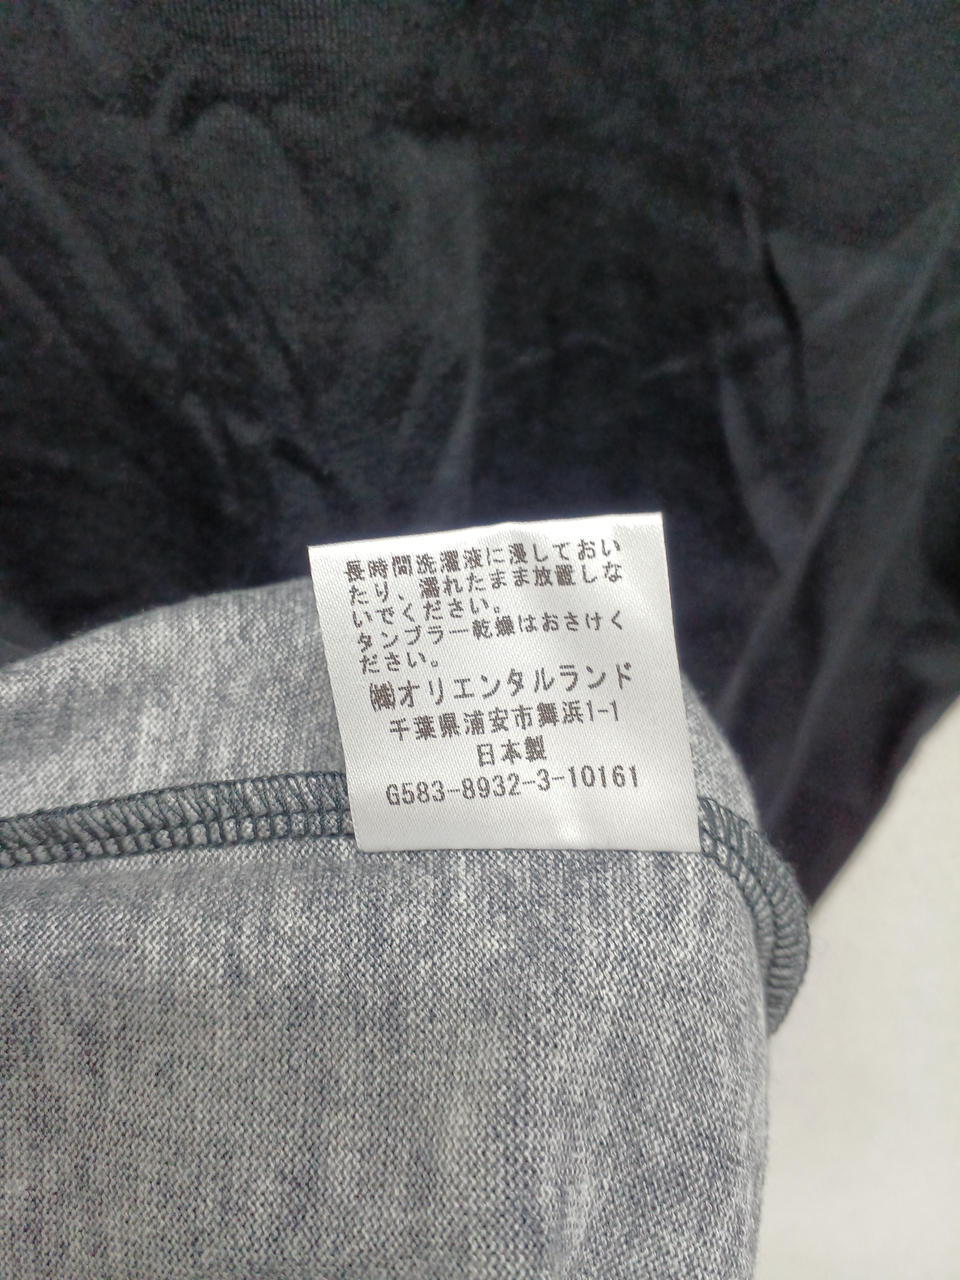 長時間洗濯液に浸しておい
たり、濡れたまま放置しな
いでください。
タンブラー乾燥はおさけく
ださい。
㈱オリエンタルランド
千葉県浦安市舞浜1-1
日本製
G583-8932-3-10161